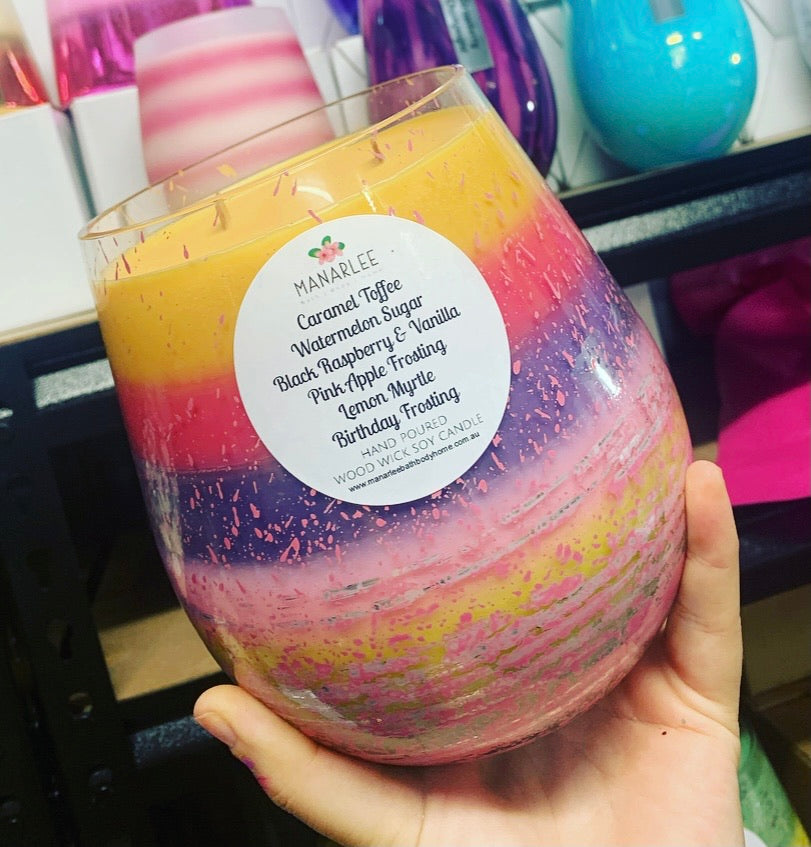 MANARLEE
Caramel Toffee
Watermelon Sugar
Black Raspberry & Vanilla
Pink Apple Frosting
Lemon Myrtle
Birthday Frosting
HAND POURED
WOOD WICK SOY CANDLE
www.manarleebathbodyhome.com.au